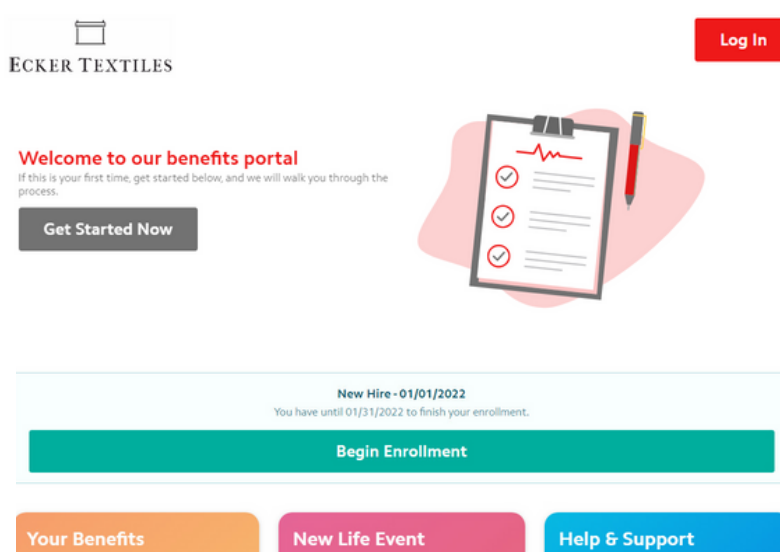 ECKER TEXTILES
Log In
Welcome to our benefits portal
If this is your first time, get started below, and we will walk you through the
process.
Get Started Now
New Hire - 01/01/2022
You have until 01/31/2022 to finish your enrollment.
Begin Enrollment
Your Benefits
New Life Event
Help & Support